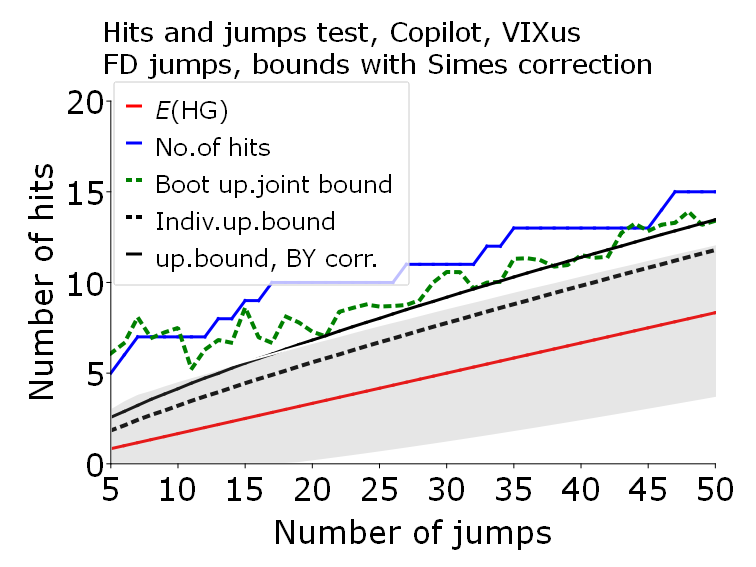 Hits and jumps test, Copilot, VIXus
FD jumps, bounds with Simes correction
E(HG)
No.of hits
Boot up.joint bound
Indiv.up.bound
up.bound, BY corr.
Number of hits
20
15
10
5
0
5 10 15 20 25 30 35 40 45 50
Number of jumps